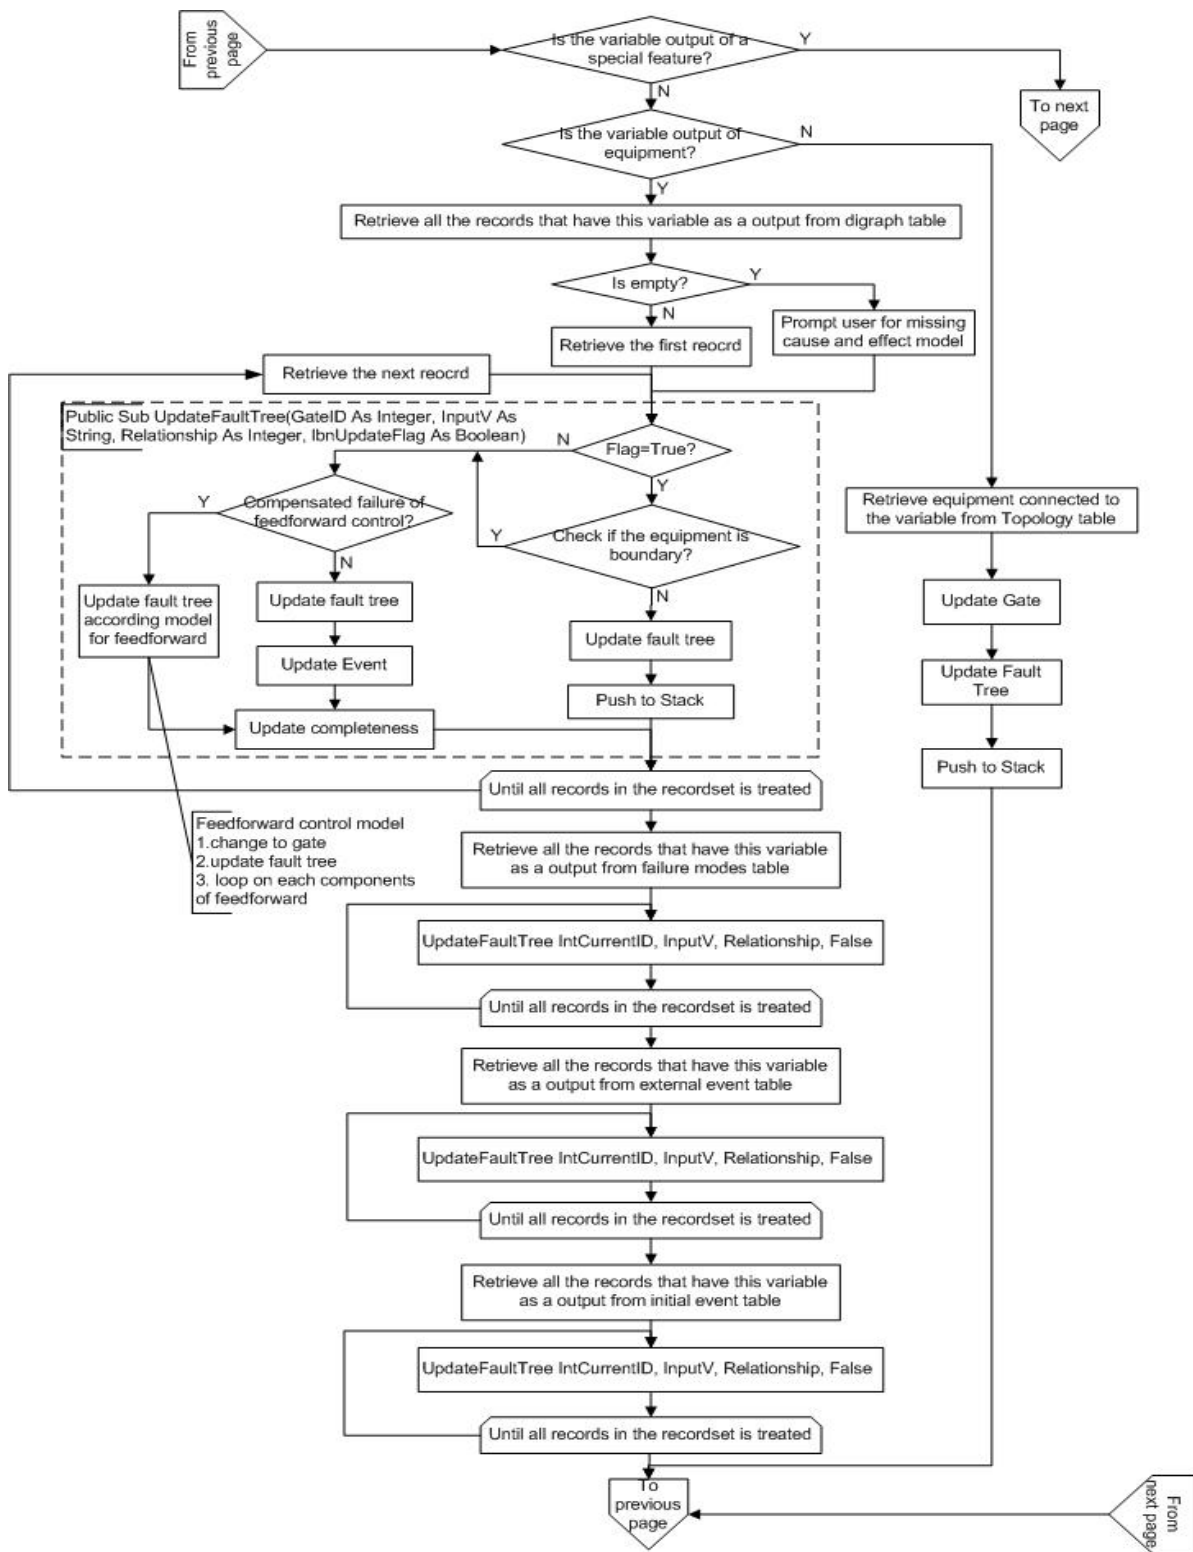 From
previous
page
Is the variable output of a
special feature?
Y
N
To next
page
Is the variable output of
equipment?
N
Y
Retrieve all the records that have this variable as a output from digraph table
Is empty?
Y
N
Prompt user for missing
cause and effect model
Retrieve the first reocrd
Retrieve the next reocrd
Public Sub UpdateFaultTree(GateID As Integer, InputV As
String, Relationship As Integer, lbnUpdateFlag As Boolean)
N
Flag=True?
Y
Compensated failure of
feedforward control?
Y
N
Check if the equipment is
boundary?
Y
N
Retrieve equipment connected to
the variable from Topology table
Update fault tree
according model
for feedforward
Update fault tree
Update Event
Update completeness
Update fault tree
Push to Stack
Update Gate
Update Fault
Tree
Push to Stack
Until all records in the recordset is treated
Feedforward control model
1.change to gate
2.update fault tree
3. loop on each components
of feedforward
Retrieve all the records that have this variable
as a output from failure modes table
UpdateFaultTree IntCurrentID, InputV, Relationship, False
Until all records in the recordset is treated
Retrieve all the records that have this variable
as a output from external event table
UpdateFaultTree IntCurrentID, InputV, Relationship, False
Until all records in the recordset is treated
Retrieve all the records that have this variable
as a output from initial event table
UpdateFaultTree IntCurrentID, InputV, Relationship, False
Until all records in the recordset is treated
To
previous
page
From
next page